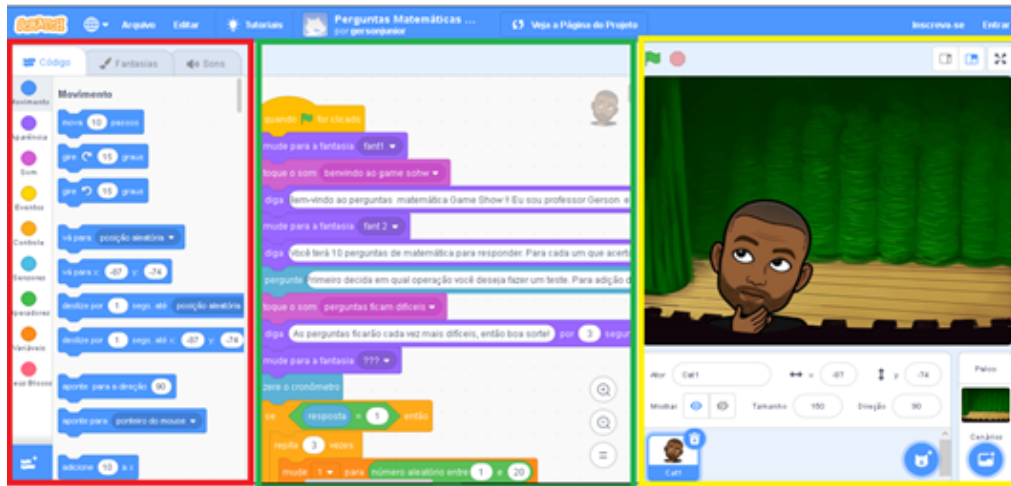 SCRATCH
Arquivo Editar Tutoriais Perguntas Matemáticas ... Veja a Página do Projeto Inscreva-se Entrar
por gersonjunior
Código Fantasias Sons
Movimento
Aparência
Som
Eventos
Controle
Sensores
Operadores
Variáveis
Meus Blocos
Movimento
mova 10 passos
gire 15 graus
gire 15 graus
vá para posição aleatória
vá para x: -87 y: -74
deslize por 1 segs. até posição aleatória
deslize por 1 segs. até x: -87 y: -74
aponte para a direção 90
aponte para ponteiro do mouse
adicione 10 a x
quando for clicado
mude para a fantasia fant1
toque o som benvindo ao game sohw
diga Bem-vindo ao perguntas matemática Game Show !! Eu sou professor Gerson e
mude para a fantasia fant 2
diga você terá 10 perguntas de matemática para responder. Para cada um que acerta
pergunte Primeiro decida em qual operação você deseja fazer um teste. Para adição d
toque o som perguntas ficam dificeis
diga As perguntas ficarão cada vez mais difíceis, então boa sorte! por 3 segun
mude para a fantasia ???
zere o cronômetro
se resposta = 1 então
repita 3 vezes
mude 1 para número aleatório entre 1 e 20
Ator Cat1 x -87 y -74
Mostrar Tamanho 150 Direção 90
Cat1
Palco
Cenários